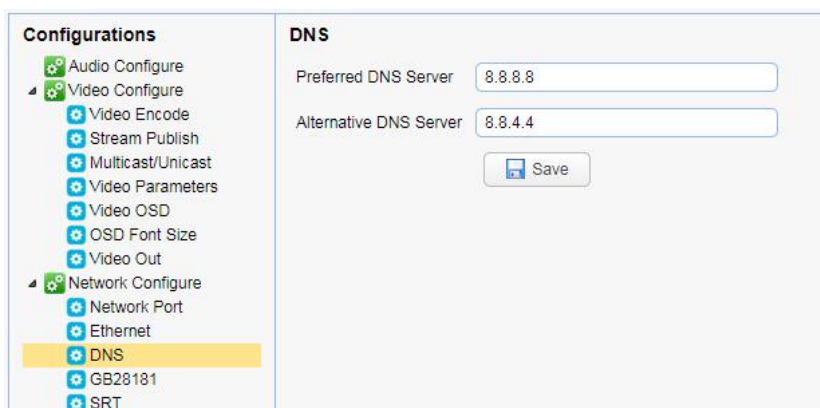 Configurations
Audio Configure
Video Configure
Video Encode
Stream Publish
Multicast/Unicast
Video Parameters
Video OSD
OSD Font Size
Video Out
Network Configure
Network Port
Ethernet
DNS
GB28181
SRT
DNS
Preferred DNS Server 8.8.8.8
Alternative DNS Server 8.8.4.4
Save